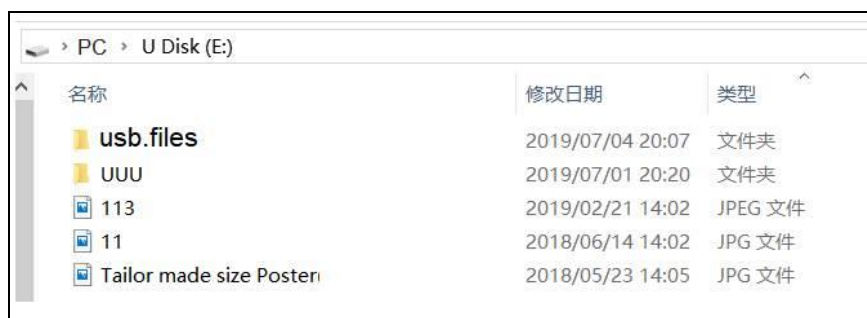 PC › U Disk (E:)
名称 修改日期 类型
usb.files 2019/07/04 20:07 文件夹
UUU 2019/07/01 20:20 文件夹
113 2019/02/21 14:02 JPEG 文件
11 2018/06/14 14:02 JPG 文件
Tailor made size Poster 2018/05/23 14:05 JPG 文件